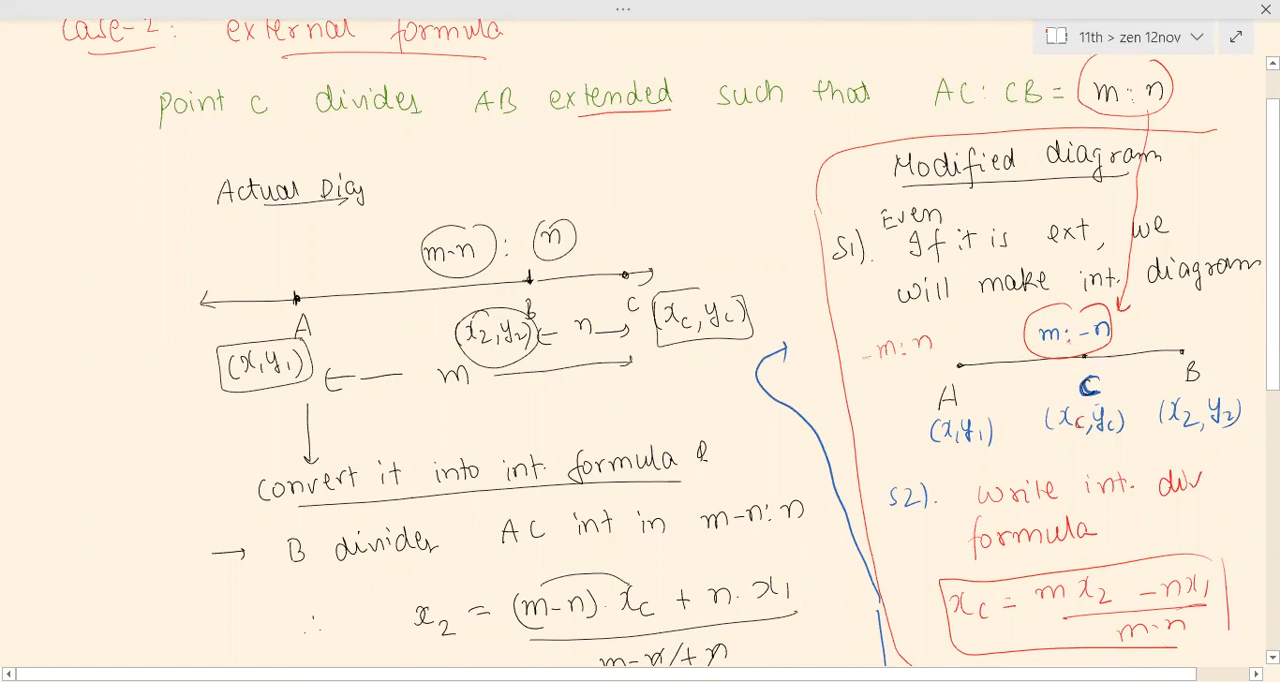 Case-2: external formula
11th > zen 12nov
point C divides AB extended such that AC: CB = m:n
Actual Diag
m-n : n
A B C
(x,y1) (x2,y2) (xc,yc)
← n →
← m →
convert it into int. formula &
→ B divides AC int in m-n:n
∴ x2 = (m-n).xc + n.x1
m-n+n
Modified diagram
S1). Even
If it is ext, we
will make int. diagram
-m:n m:-n
A C B
(x,y1) (xc,yc) (x2,y2)
S2). Write int. div
formula
xc = mx2 - nx1
m-n